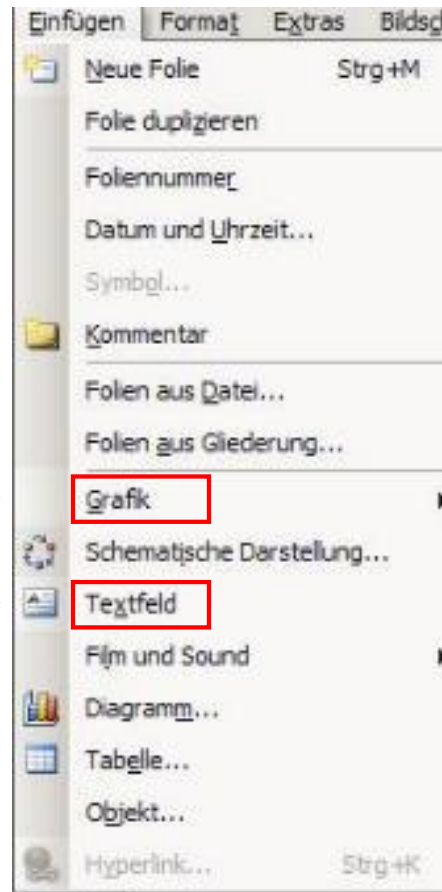 Einfügen Format Extras Bildsc
Neue Folie Strg+M
Folie duplizieren
Foliennummer
Datum und Uhrzeit...
Symbol...
Kommentar
Folien aus Datei...
Folien aus Gliederung...
Grafik
Schematische Darstellung...
Textfeld
Film und Sound
Diagramm...
Tabelle...
Objekt...
Hyperlink... Strg+K